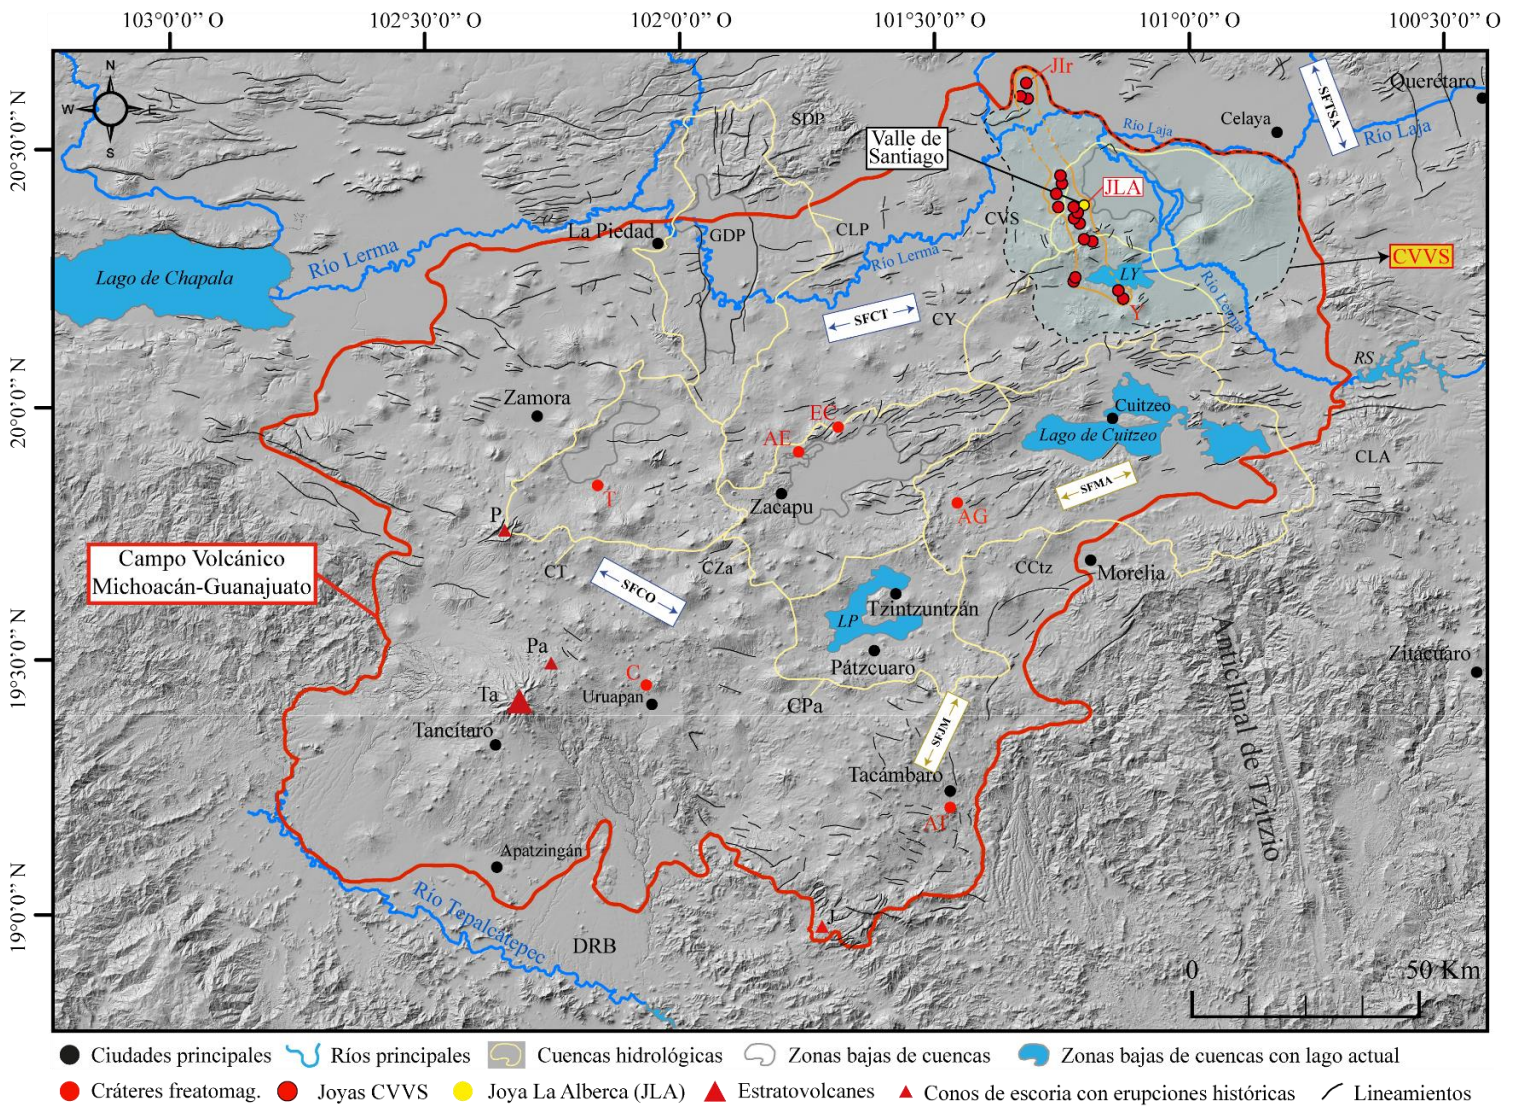 103°0'0'' O
102°30'0'' O
102°0'0'' O
101°30'0'' O
101°0'0'' O
100°30'0'' O
20°30'0'' N
20°0'0'' N
19°30'0'' N
19°0'0'' N
N
W
E
S
JIr
SFTSA
Querétaro
Celaya
Río Laja
Río Laja
SDP
Valle de
Santiago
JLA
CVS
CLP
GDP
La Piedad
Río Lerma
Río Lerma
Río Lerma
Lago de Chapala
CVVS
LY
Y
SFCT
CY
RS
Zamora
EC
AE
Cuitzeo
Lago de Cuitzeo
CLA
SFMA
T
Zacapu
AG
P
CT
CZa
CCtz
Morelia
Campo Volcánico
Michoacán-Guanajuato
SFCO
LP
Tzintzuntzán
Pátzcuaro
Zitácuaro
Anticlinal de Tzitzio
Pa
C
Ta
Uruapan
CPa
SFJM
Tancítaro
Tacámbaro
Apatzingán
J
Río Tepalcatepec
DRB
0
50 Km
Ciudades principales
Ríos principales
Cuencas hidrológicas
Zonas bajas de cuencas
Zonas bajas de cuencas con lago actual
Cráteres freatomag.
Joyas CVVS
Joya La Alberca (JLA)
Estratovolcanes
Conos de escoria con erupciones históricas
Lineamientos